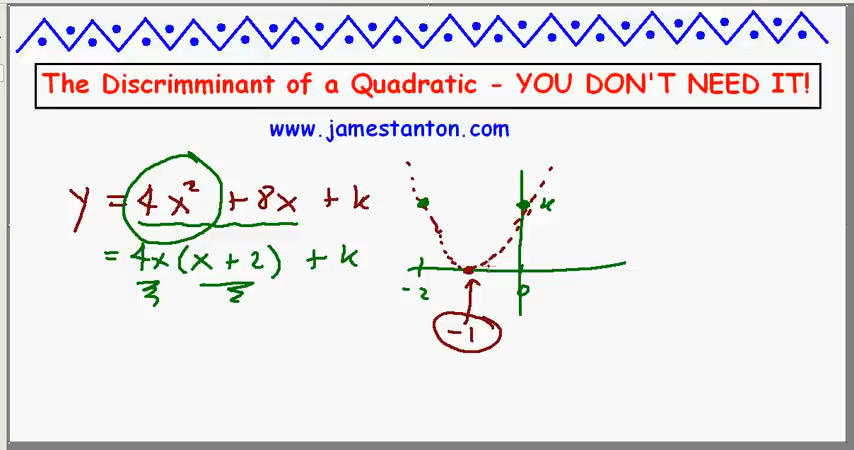 The Discrimminant of a Quadratic - YOU DON'T NEED IT!
www.jamestanton.com
y = 4x² + 8x + k
= 4x(x + 2) + k
k
-2 0
-1